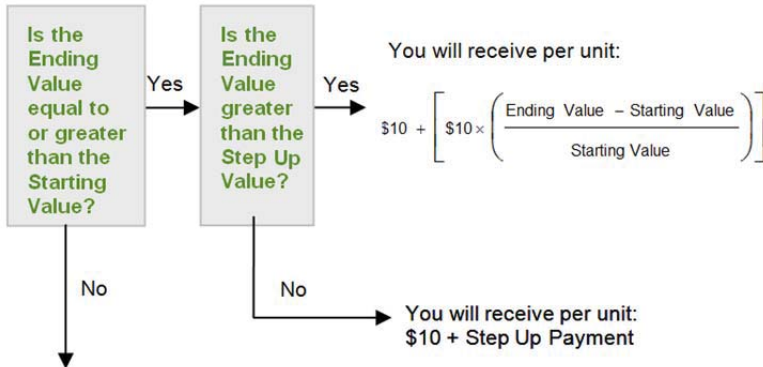 Is the
Ending
Value
equal to
or greater
than the
Starting
Value?
Yes
No
Is the
Ending
Value
greater
than the
Step Up
Value?
Yes
No
You will receive per unit:
$10 + [ $10 × ( Ending Value – Starting Value
Starting Value ) ]
You will receive per unit:
$10 + Step Up Payment